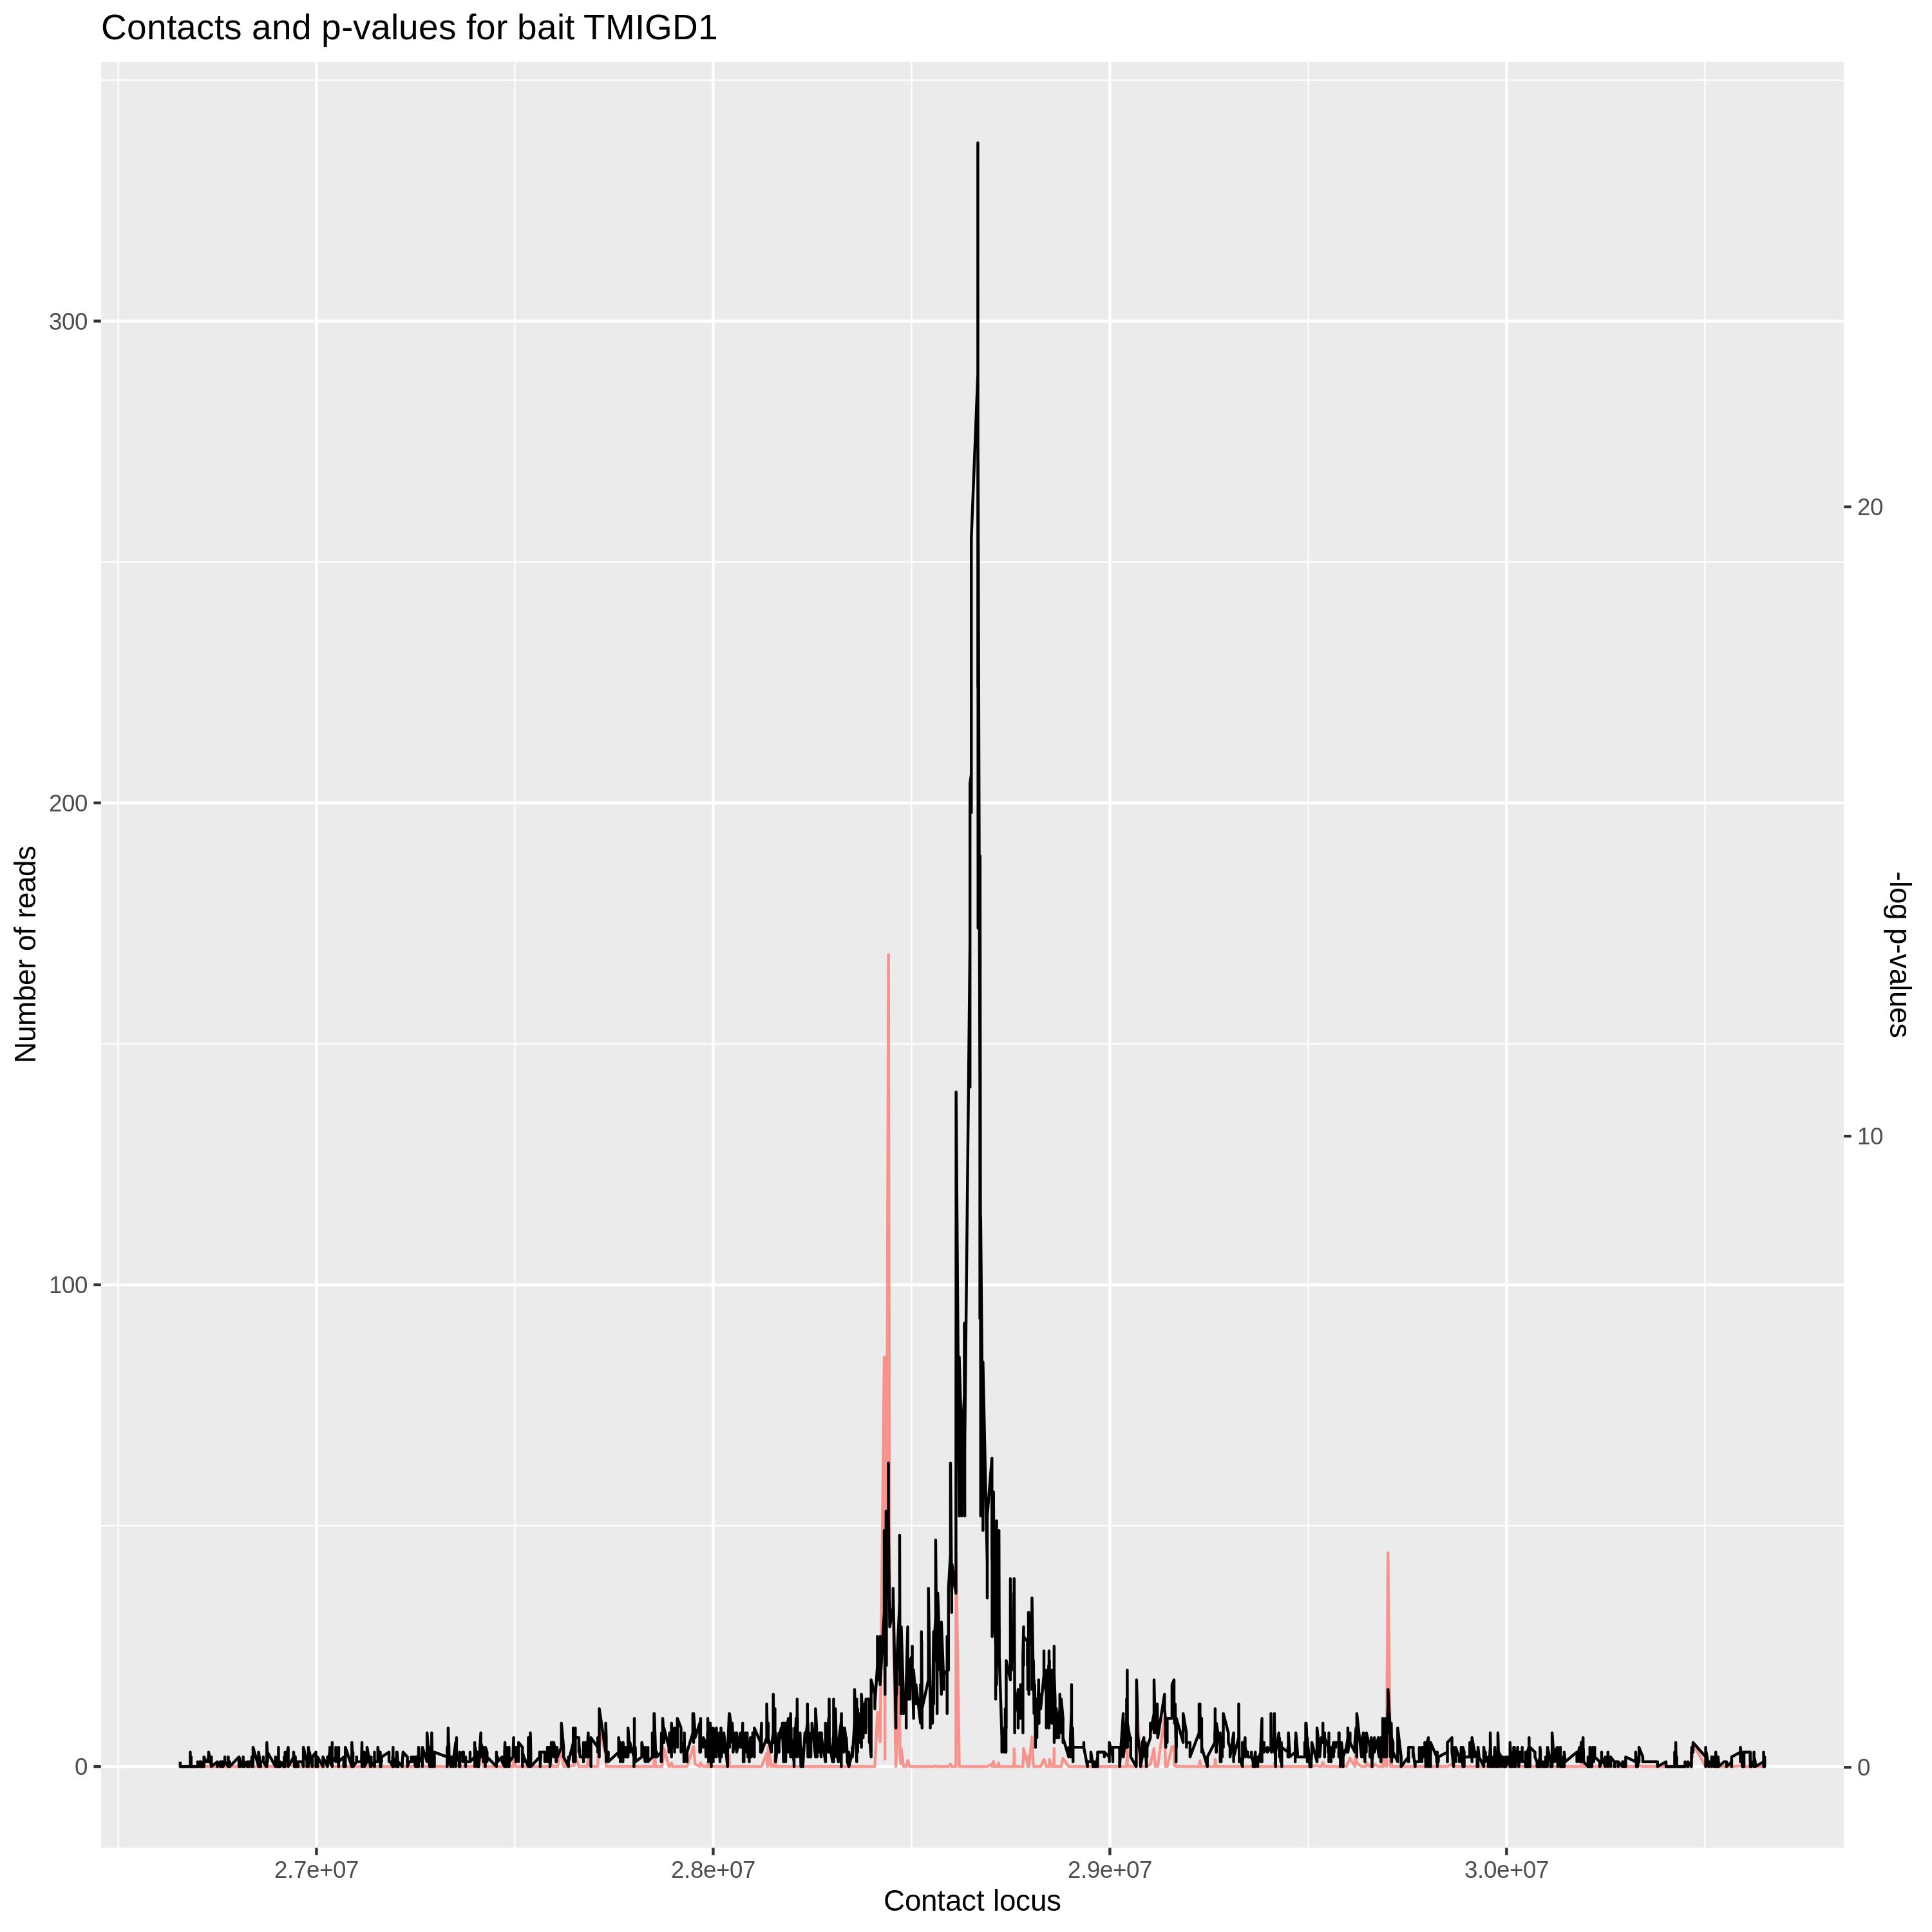 Contacts and p-values for bait TMIGD1
300
200
100
0
Number of reads
20
10
0
-log p-values
2.7e+07
2.8e+07
2.9e+07
3.0e+07
Contact locus